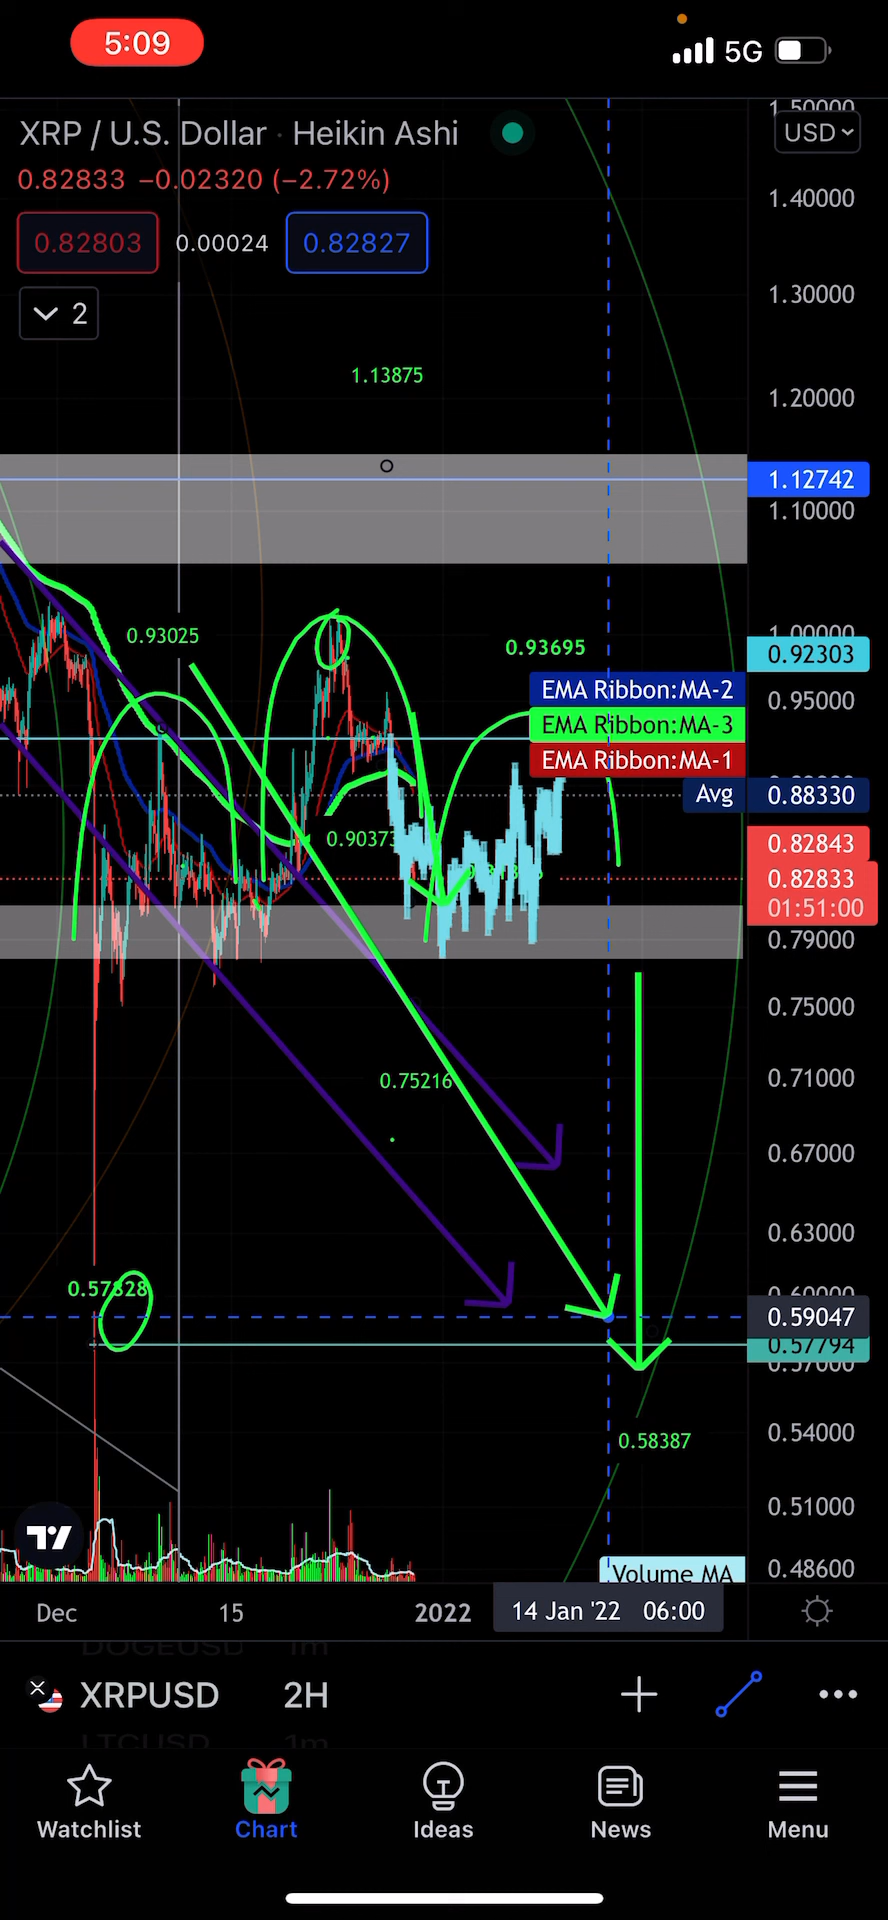 5:09
5G
1.50000
XRP / U.S. Dollar · Heikin Ashi
USD
0.82833 −0.02320 (−2.72%)
1.40000
0.82803 0.00024 0.82827
1.30000
2
1.13875
1.20000
1.12742
1.10000
0.93025
1.00000
0.93695
0.92303
EMA Ribbon:MA-2
0.95000
EMA Ribbon:MA-3
EMA Ribbon:MA-1
Avg 0.88330
0.90373
0.82843
0.82833
01:51:00
0.79000
0.75000
0.75216
0.71000
0.67000
0.63000
0.57828
0.60000
0.59047
0.57794
0.57000
0.58387
0.54000
0.51000
Volume MA
0.48600
Dec 15 2022 14 Jan '22 06:00
DOGEUSD 1m
XRPUSD 2H
LTCUSD 1m
Watchlist Chart Ideas News Menu